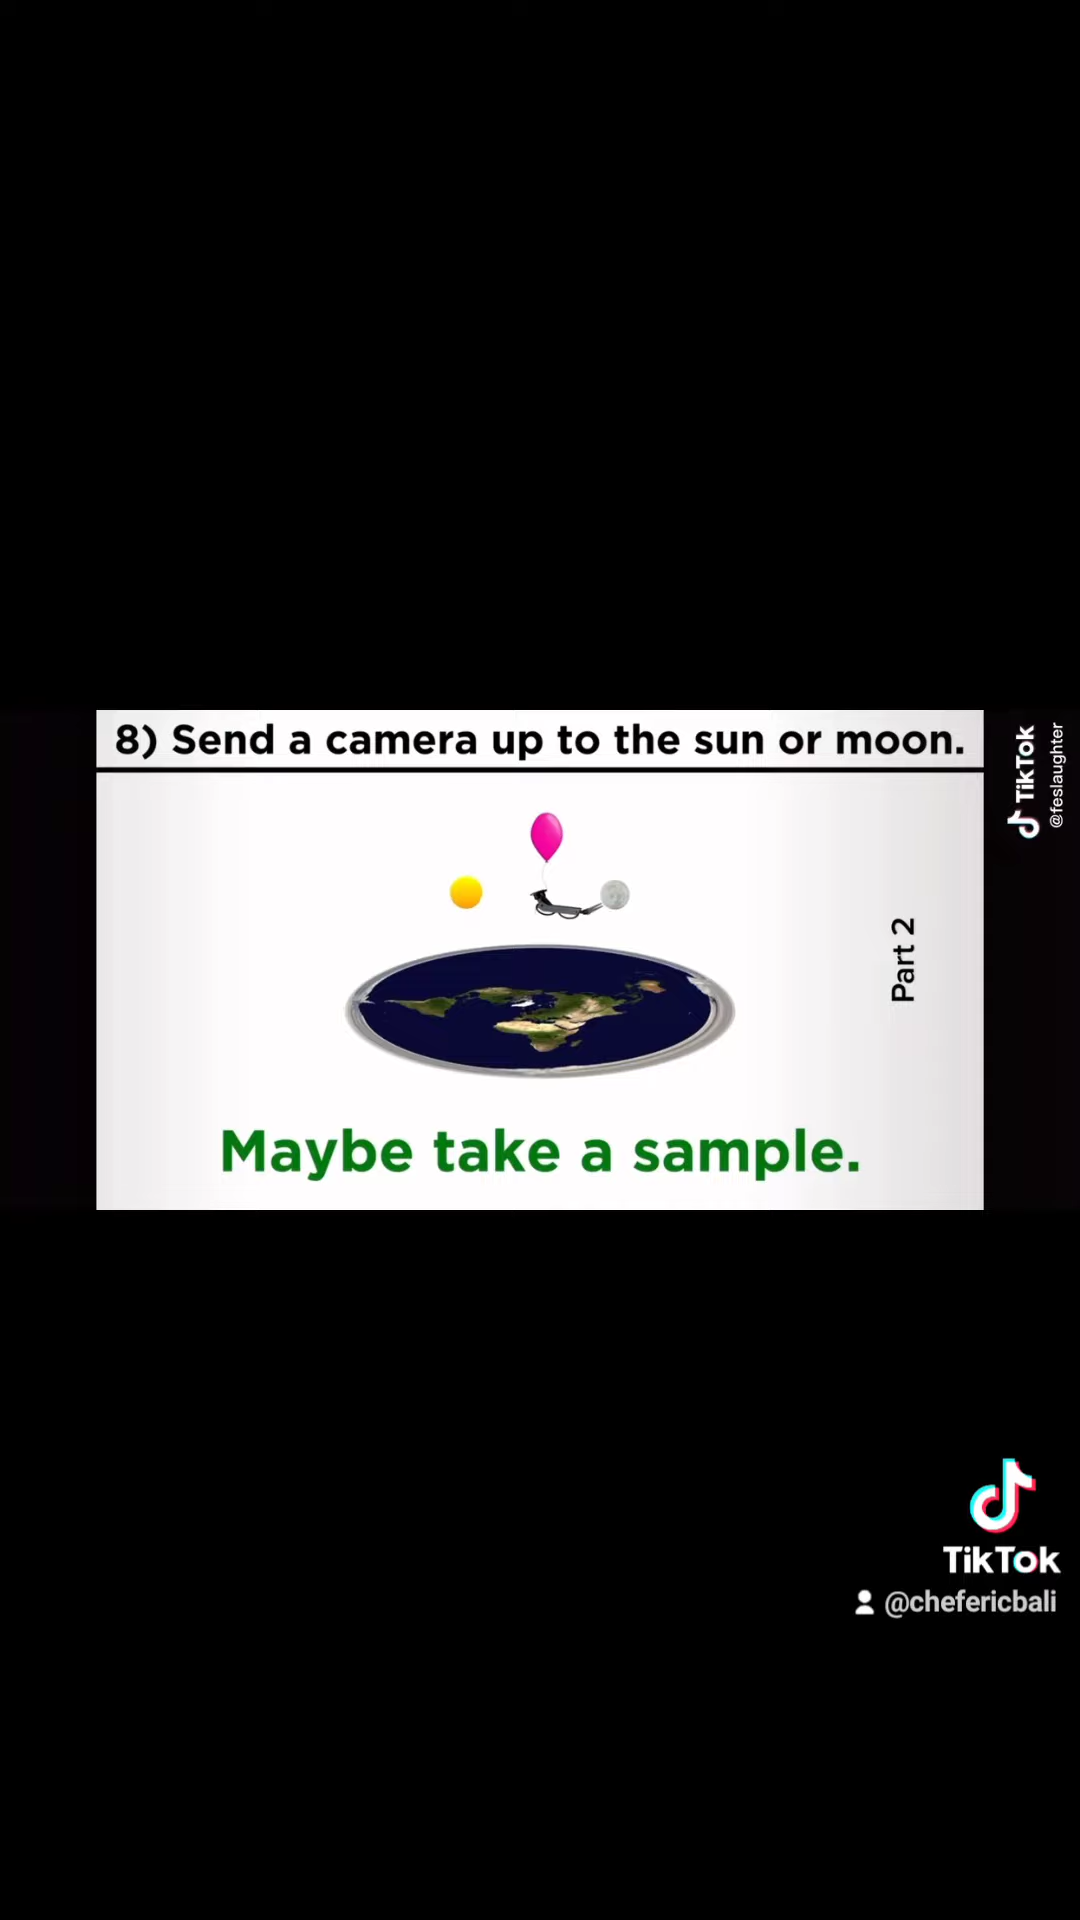 8) Send a camera up to the sun or moon.
TikTok
@feslaughter
Part 2
Maybe take a sample.
TikTok
@chefericbali